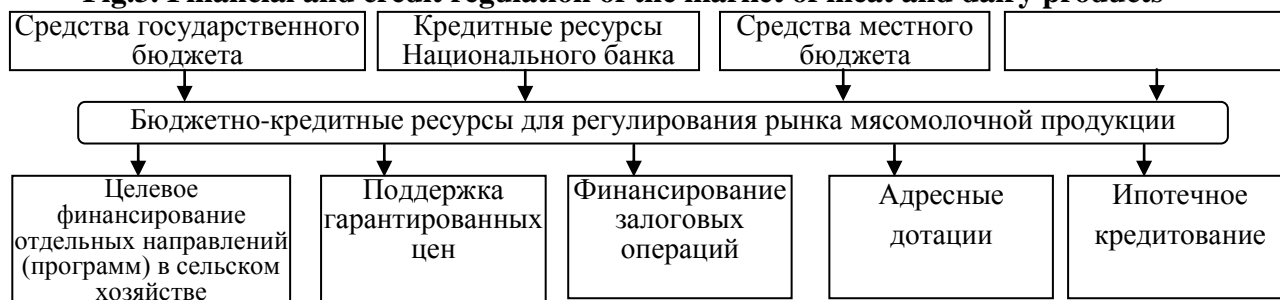 Fig.3. Financial and credit regulation of the market of meat and dairy products
Средства государственного
бюджета
Кредитные ресурсы
Национального банка
Средства местного
бюджета
Бюджетно-кредитные ресурсы для регулирования рынка мясомолочной продукции
Целевое
финансирование
отдельных направлений
(программ) в сельском
хозяйстве
Поддержка
гарантированных
цен
Финансирование
залоговых
операций
Адресные
дотации
Ипотечное
кредитование